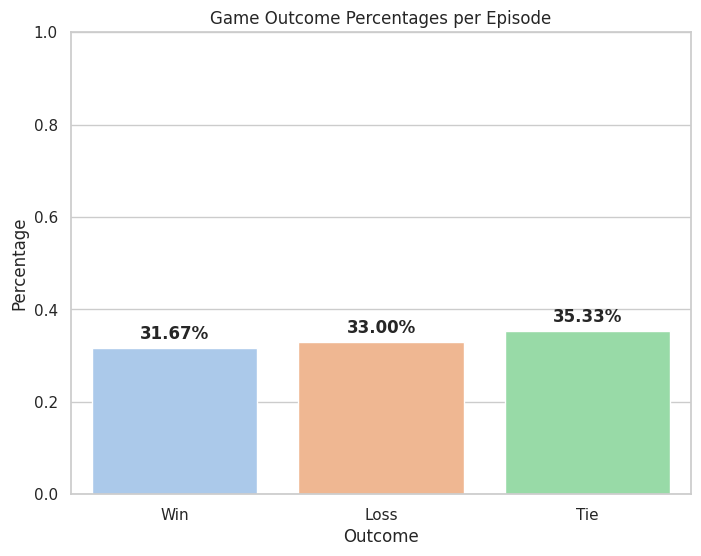 Game Outcome Percentages per Episode
1.0
0.8
0.6
0.4
0.2
0.0
Percentage
31.67%
33.00%
35.33%
Win
Loss
Tie
Outcome